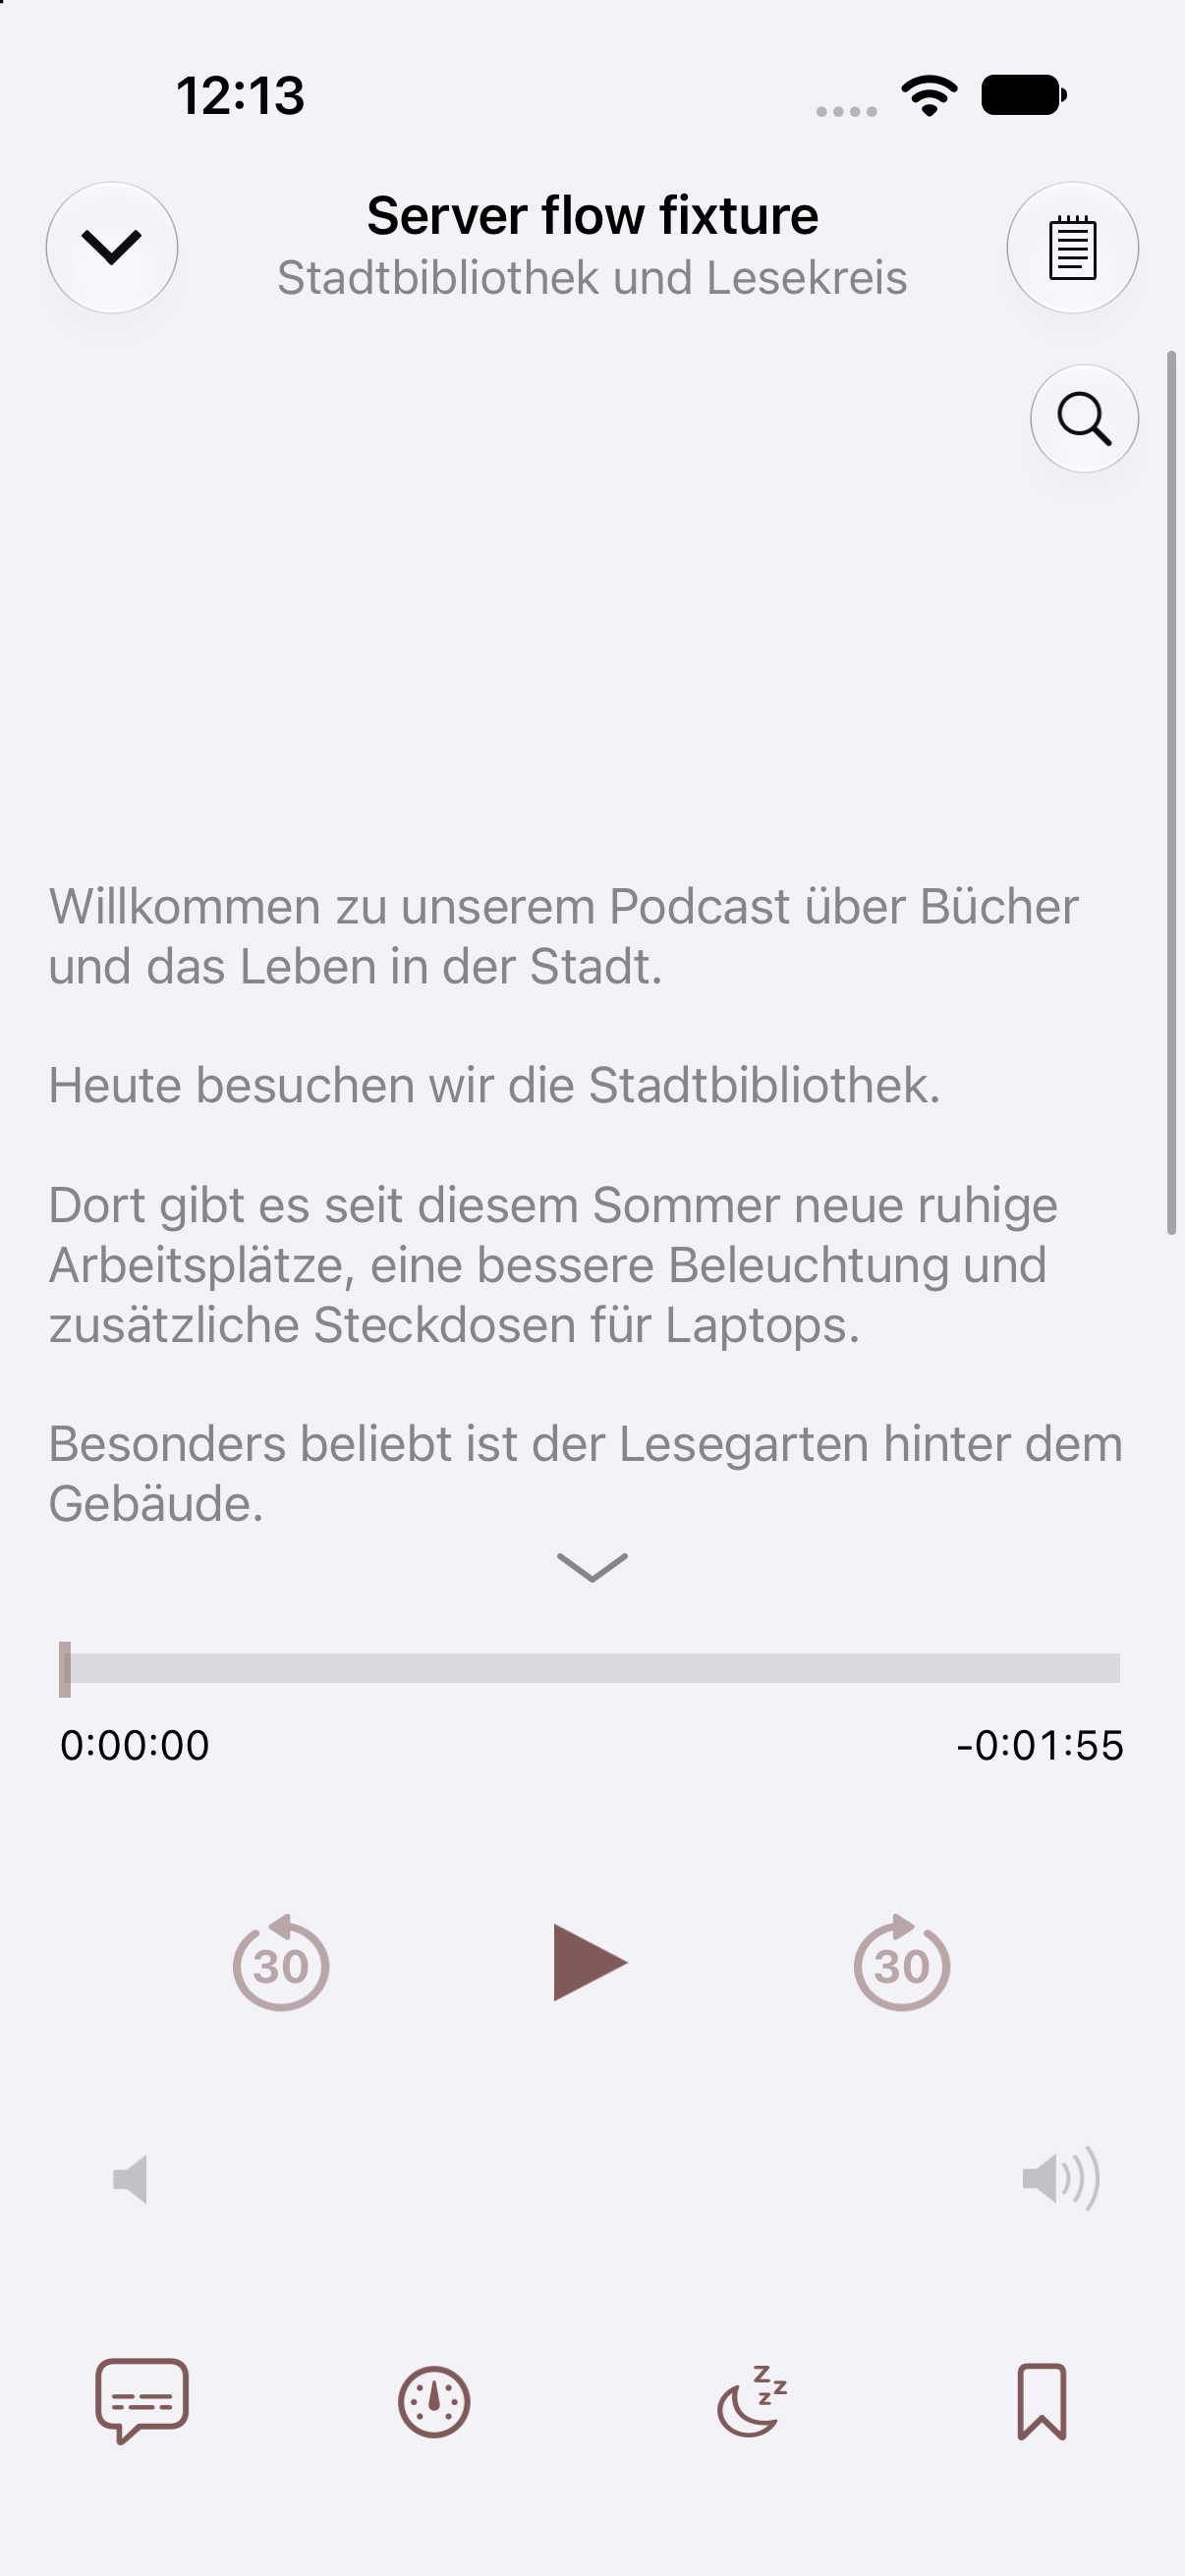 12:13
Server flow fixture
Stadtbibliothek und Lesekreis
Willkommen zu unserem Podcast über Bücher
und das Leben in der Stadt.
Heute besuchen wir die Stadtbibliothek.
Dort gibt es seit diesem Sommer neue ruhige
Arbeitsplätze, eine bessere Beleuchtung und
zusätzliche Steckdosen für Laptops.
Besonders beliebt ist der Lesegarten hinter dem
Gebäude.
0:00:00 -0:01:55
30 30
z z z